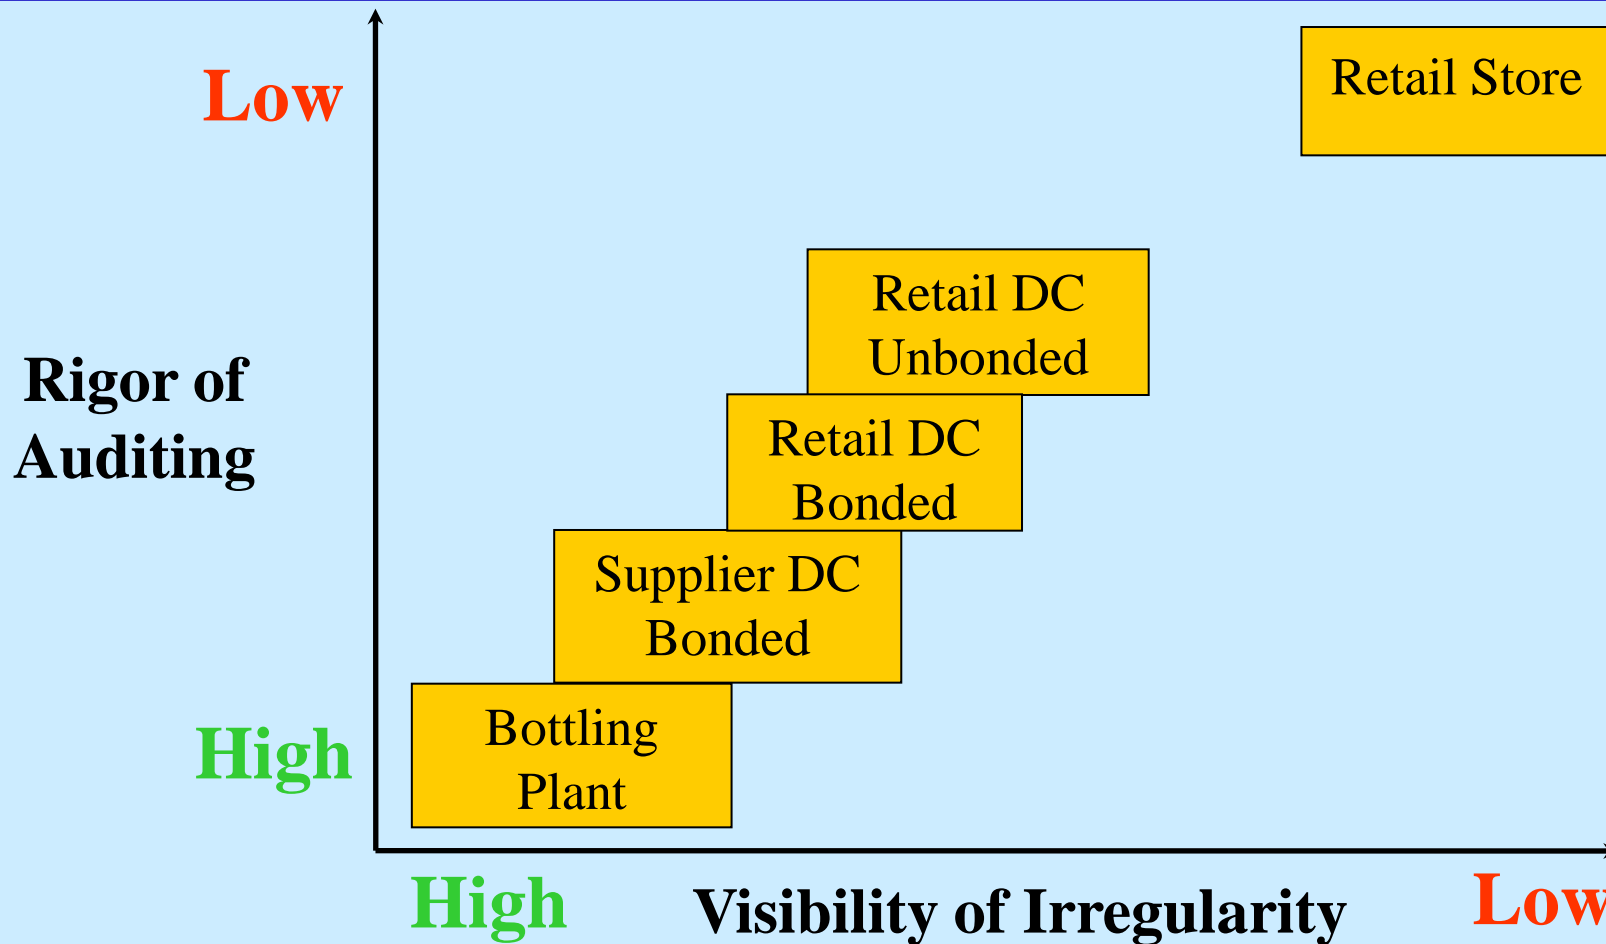 Low
Retail Store
Retail DC
Unbonded
Rigor of
Auditing
Retail DC
Bonded
Supplier DC
Bonded
High
Bottling
Plant
High
Visibility of Irregularity
Low